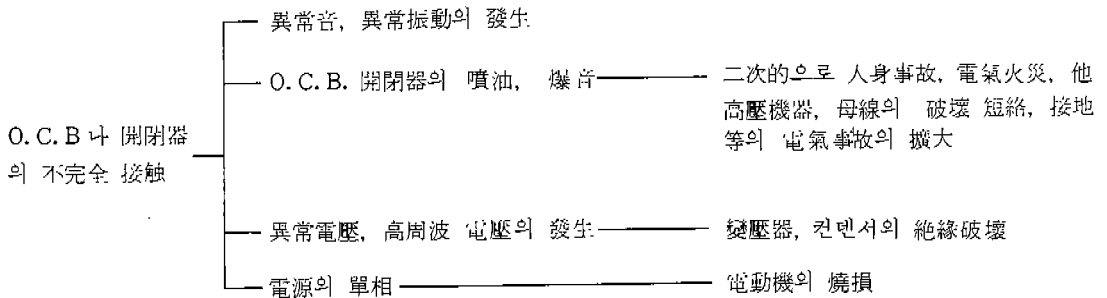 異常音, 異常振動의 發生
O.C.B. 開閉器의 噴油, 爆音
二次的으로 人身事故, 電氣火災, 他
高壓機器, 母線의 破壞 短絡, 接地
等의 電氣事故의 擴大
O.C.B 나 開閉器
의 不完全 接触
異常電壓, 高周波 電壓의 發生
變壓器, 컨덴서의 絶緣破壞
電源의 單相
電動機의 燒損